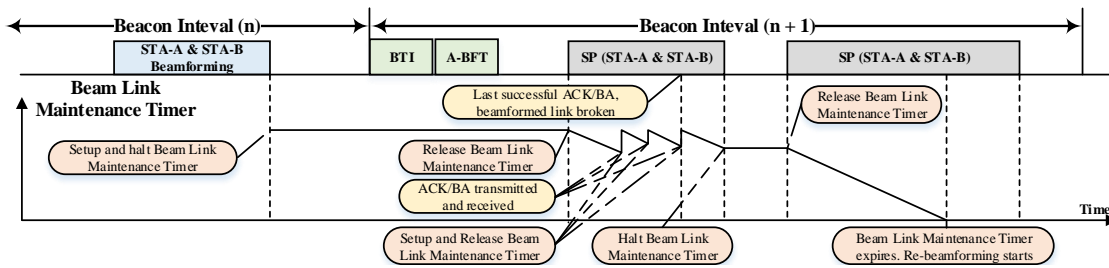 Beacon Inteval (n)
Beacon Inteval (n + 1)
STA-A & STA-B
Beamforming
BTI
A-BFT
SP (STA-A & STA-B)
SP (STA-A & STA-B)
Beam Link
Maintenance Timer
Last successful ACK/BA,
beamformed link broken
Release Beam Link
Maintenance Timer
Setup and halt Beam Link
Maintenance Timer
Release Beam Link
Maintenance Timer
ACK/BA transmitted
and received
Time
Setup and Release Beam
Link Maintenance Timer
Halt Beam Link
Maintenance Timer
Beam Link Maintenance Timer
expires. Re-beamforming starts